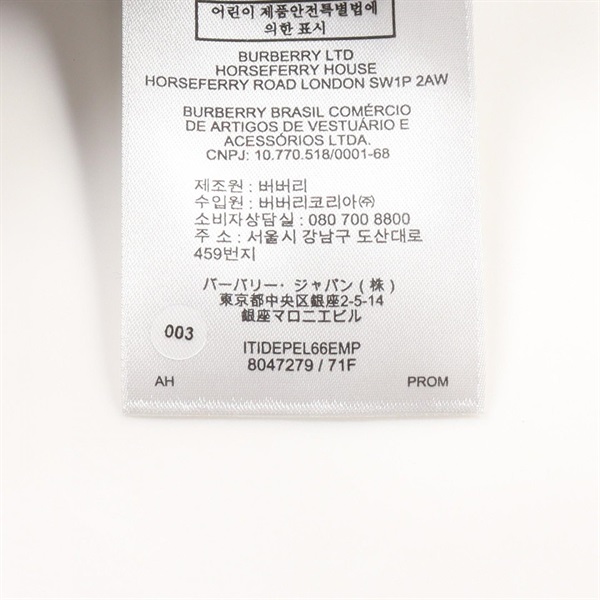 어린이 제품안전특별법에
의한 표시
BURBERRY LTD
HORSEFERRY HOUSE
HORSEFERRY ROAD LONDON SW1P 2AW
BURBERRY BRASIL COMÉRCIO
DE ARTIGOS DE VESTUÁRIO E
ACESSÓRIOS LTDA.
CNPJ: 10.770.518/0001-68
제조원 : 버버리
수입원 : 버버리코리아㈜
소비자상담실 : 080 700 8800
주 소 : 서울시 강남구 도산대로
459번지
バーバリー・ジャパン(株)
東京都中央区銀座2-5-14
銀座マロニエビル
003
ITIDEPEL66EMP
8047279 / 71F
AH PROM